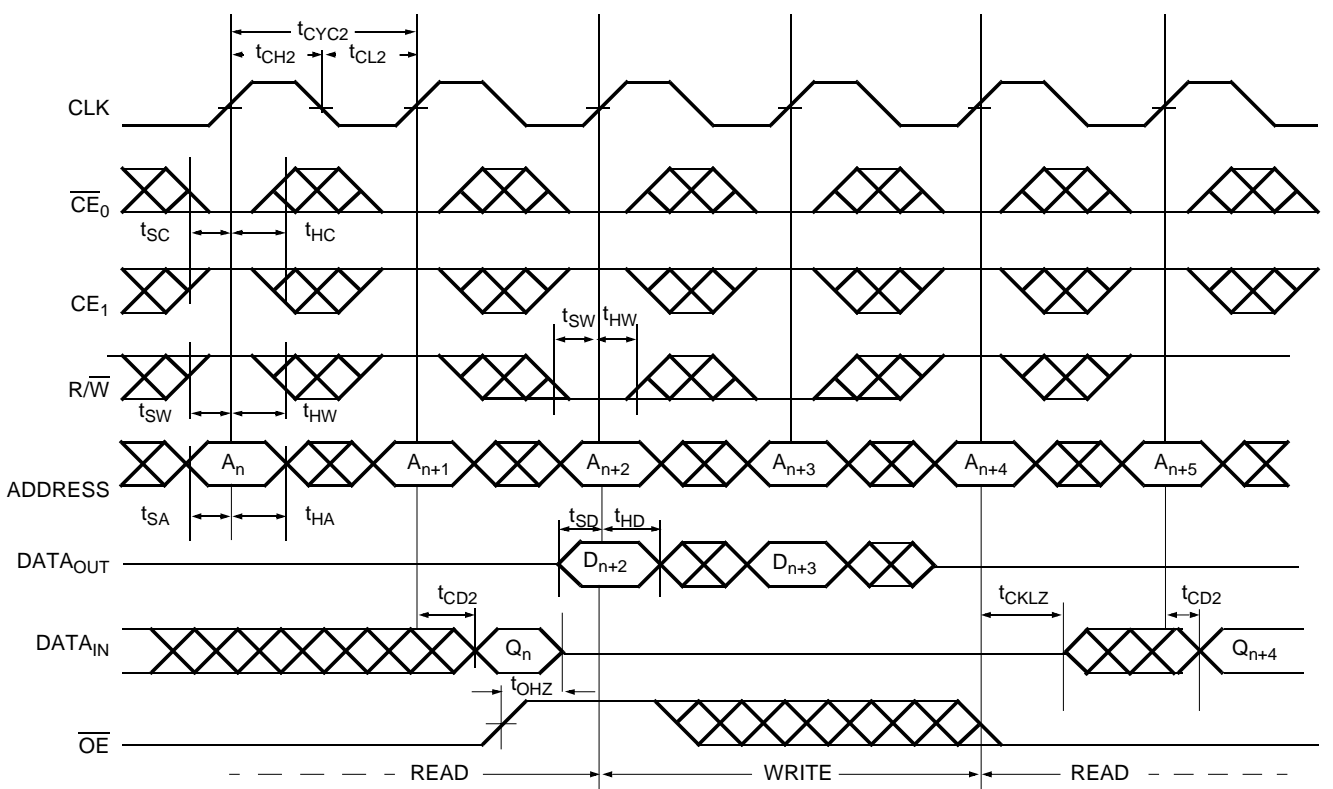 tCYC2
tCH2 tCL2
CLK
CE0
tSC tHC
CE1
tSW tHW
R/W
tSW tHW
An An+1 An+2 An+3 An+4 An+5
ADDRESS
tSA tHA
tSD tHD
DATAOUT Dn+2 Dn+3
tCD2 tCKLZ tCD2
DATAIN Qn Qn+4
tOHZ
OE
READ WRITE READ